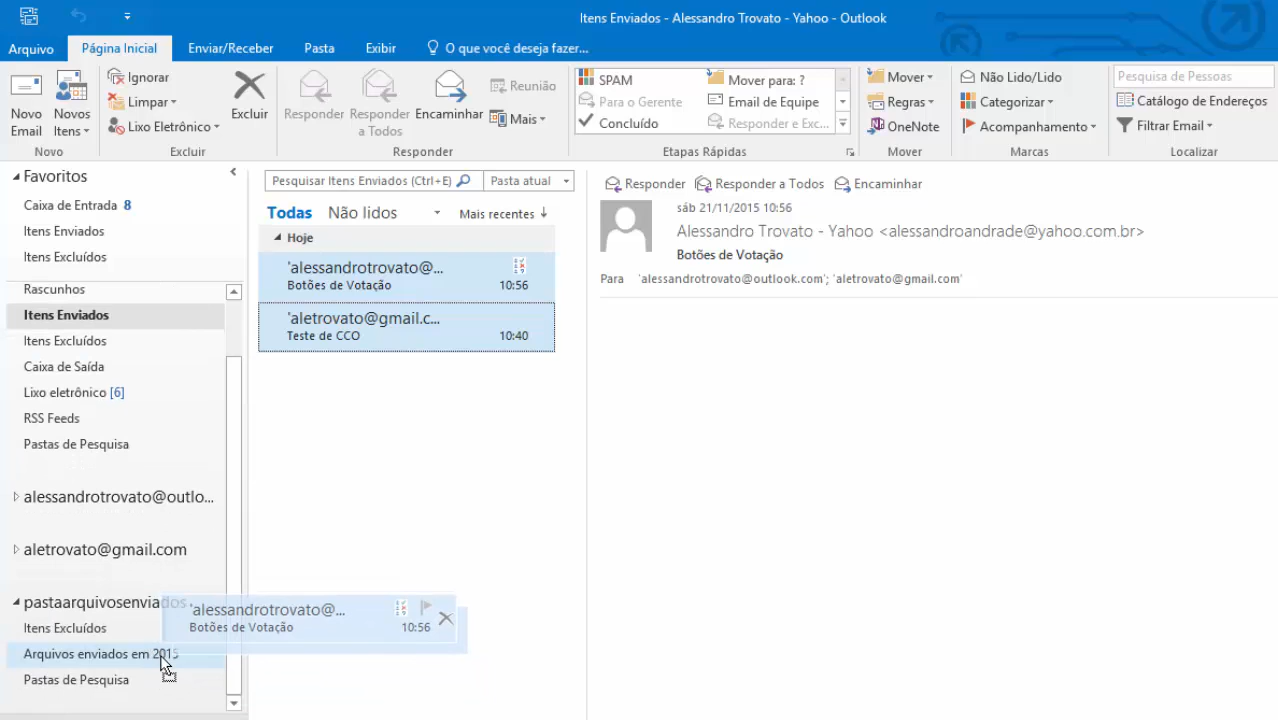 Itens Enviados - Alessandro Trovato - Yahoo - Outlook
Arquivo Página Inicial Enviar/Receber Pasta Exibir O que você deseja fazer...
Novo Email
Novos Itens
Novo
Ignorar
Limpar
Lixo Eletrônico
Excluir
Excluir
Responder
Responder a Todos
Encaminhar
Reunião
Mais
Responder
SPAM
Para o Gerente
Concluído
Mover para: ?
Email de Equipe
Responder e Exc...
Etapas Rápidas
Mover
Regras
OneNote
Mover
Não Lido/Lido
Categorizar
Acompanhamento
Marcas
Pesquisa de Pessoas
Catálogo de Endereços
Filtrar Email
Localizar
Favoritos
Caixa de Entrada 8
Itens Enviados
Itens Excluídos
Rascunhos
Itens Enviados
Itens Excluídos
Caixa de Saída
Lixo eletrônico [6]
RSS Feeds
Pastas de Pesquisa
alessandrotrovato@outlo...
aletrovato@gmail.com
pastaarquivosenviados
Itens Excluídos
Arquivos enviados em 2015
Pastas de Pesquisa
Pesquisar Itens Enviados (Ctrl+E) Pasta atual
Todas Não lidos Mais recentes
Hoje
'alessandrotrovato@...
Botões de Votação 10:56
'aletrovato@gmail.c...
Teste de CCO 10:40
'alessandrotrovato@...
Botões de Votação 10:56
Responder Responder a Todos Encaminhar
sáb 21/11/2015 10:56
Alessandro Trovato - Yahoo <alessandroandrade@yahoo.com.br>
Botões de Votação
Para 'alessandrotrovato@outlook.com'; 'aletrovato@gmail.com'